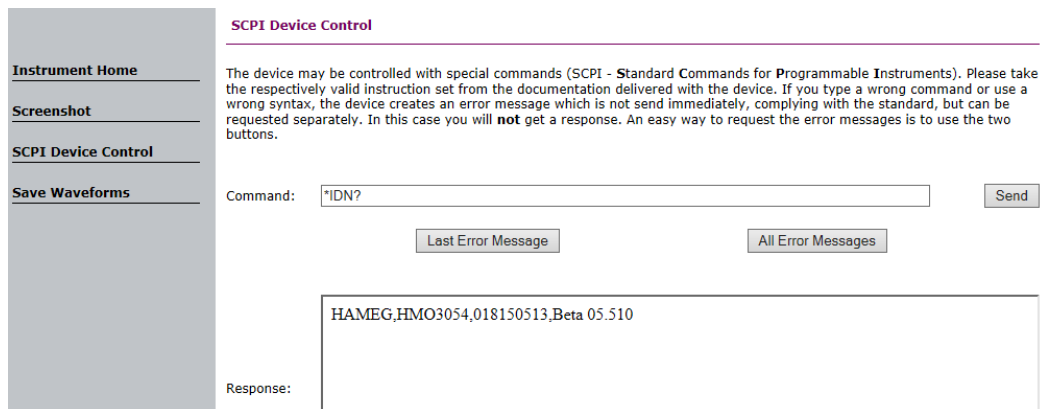 SCPI Device Control
Instrument Home
Screenshot
SCPI Device Control
Save Waveforms
The device may be controlled with special commands (SCPI - Standard Commands for Programmable Instruments). Please take
the respectively valid instruction set from the documentation delivered with the device. If you type a wrong command or use a
wrong syntax, the device creates an error message which is not send immediately, complying with the standard, but can be
requested separately. In this case you will not get a response. An easy way to request the error messages is to use the two
buttons.
Command: *IDN? Send
Last Error Message All Error Messages
HAMEG,HMO3054,018150513,Beta 05.510
Response: